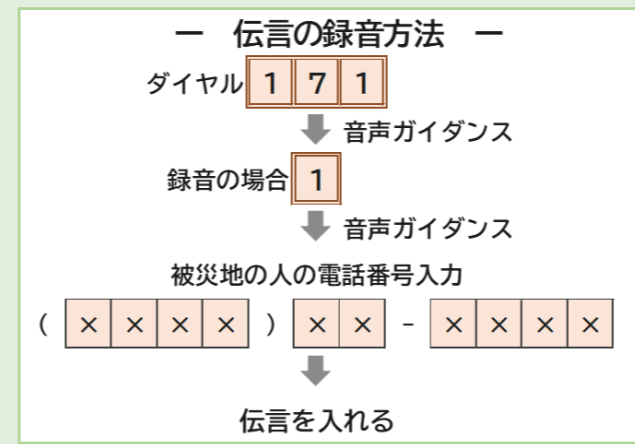 ー 伝言の録音方法 ー
ダイヤル 1 7 1
音声ガイダンス
録音の場合 1
音声ガイダンス
被災地の人の電話番号入力
( × × × × ) × × - × × × ×
伝言を入れる